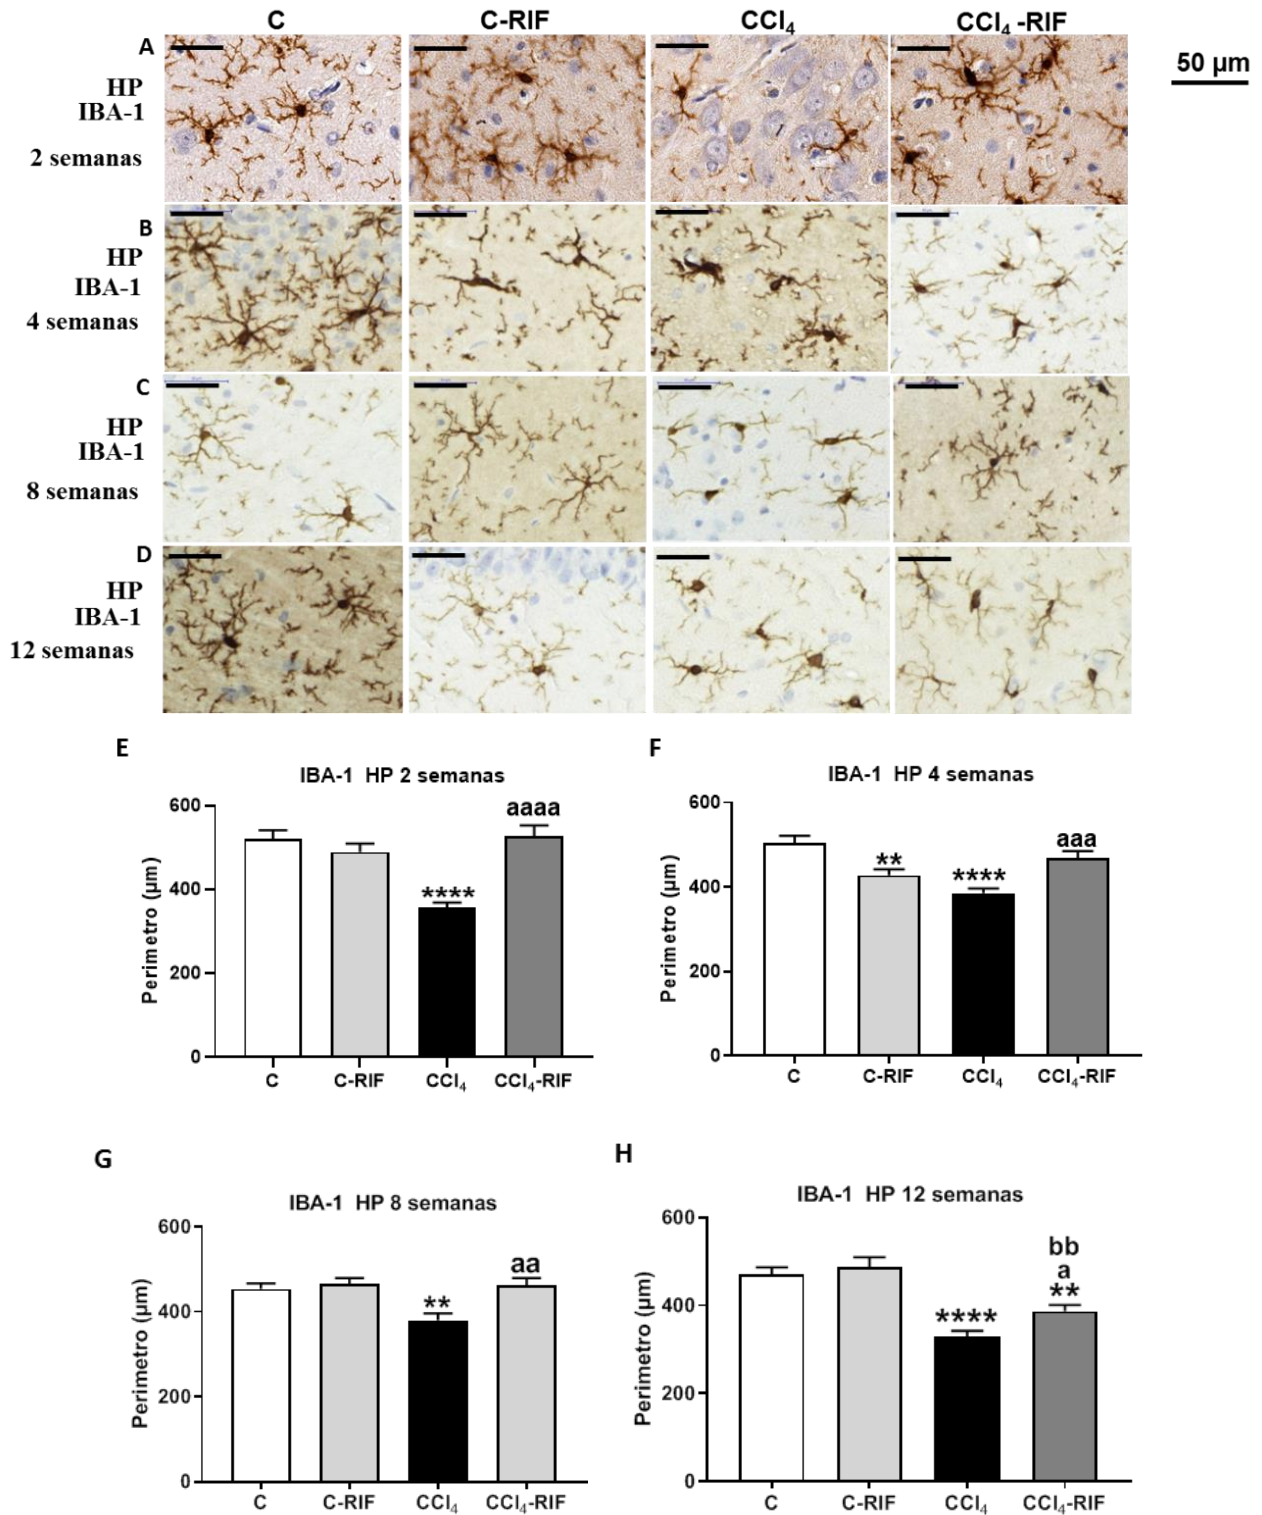 C C-RIF CCl₄ CCl₄ -RIF
50 µm
A
HP
IBA-1
2 semanas
B
HP
IBA-1
4 semanas
C
HP
IBA-1
8 semanas
D
HP
IBA-1
12 semanas
E
IBA-1 HP 2 semanas
Perimetro (µm)
600
400
200
0
****
aaaa
C C-RIF CCl₄ CCl₄-RIF
F
IBA-1 HP 4 semanas
Perimetro (µm)
600
400
200
0
**
****
aaa
C C-RIF CCl₄ CCl₄-RIF
G
IBA-1 HP 8 semanas
Perimetro (µm)
600
400
200
0
**
aa
C C-RIF CCl₄ CCl₄-RIF
H
IBA-1 HP 12 semanas
Perimetro (µm)
600
400
200
0
****
bb
a
**
C C-RIF CCl₄ CCl₄-RIF